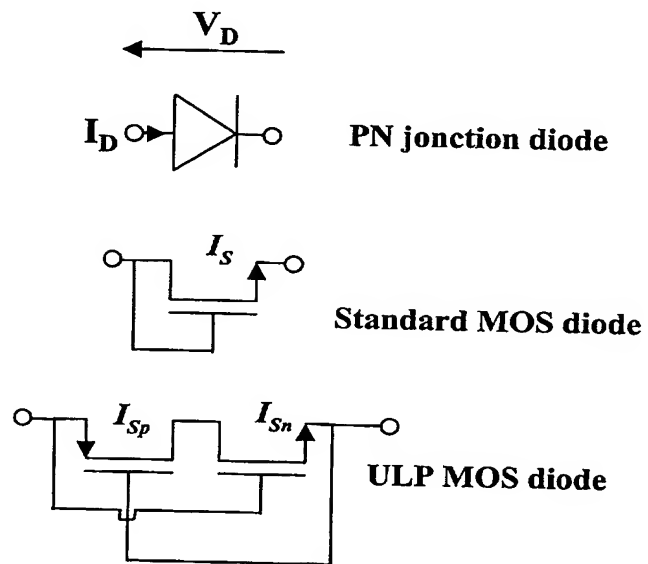 V_D
I_D PN jonction diode
I_S
Standard MOS diode
I_Sp I_Sn
ULP MOS diode